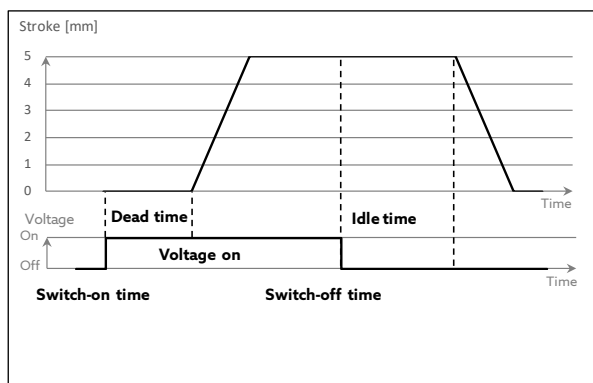 Stroke [mm]
5
4
3
2
1
0
Time
Dead time
Idle time
Voltage
On
Voltage on
Off
Time
Switch-on time
Switch-off time